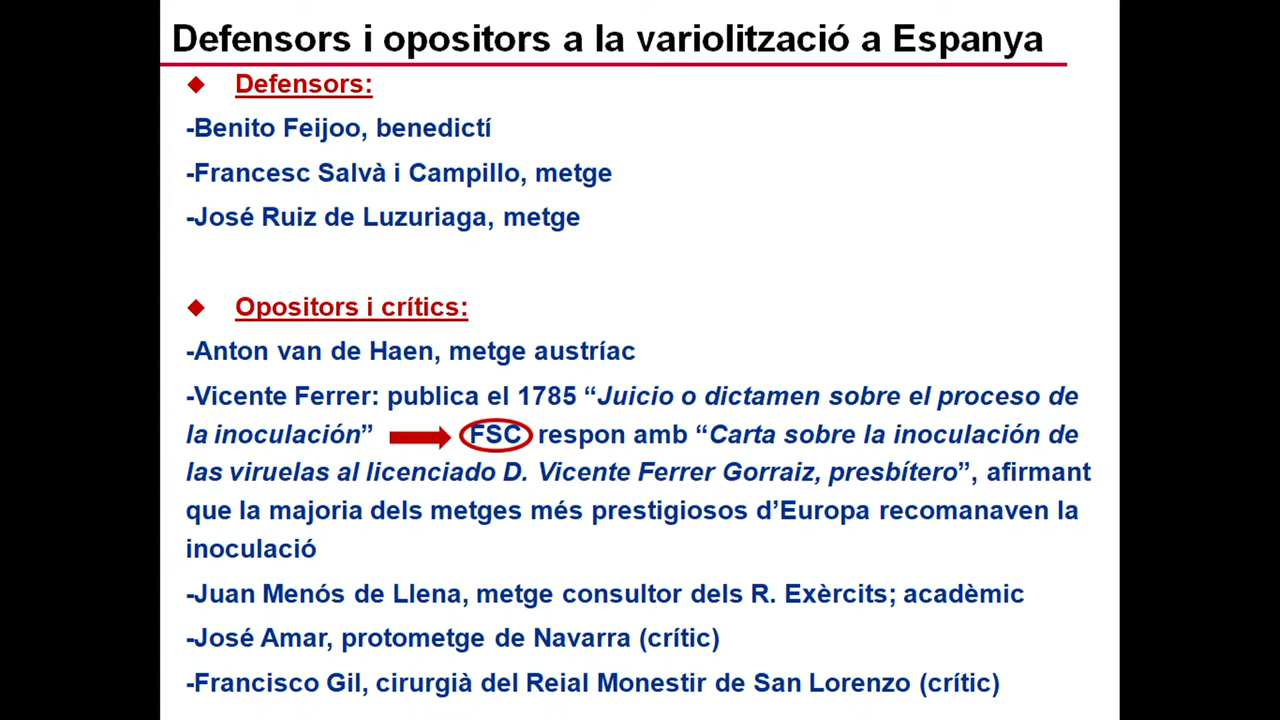 Defensors i opositors a la variolització a Espanya
◆ Defensors:
-Benito Feijoo, benedictí
-Francesc Salvà i Campillo, metge
-José Ruiz de Luzuriaga, metge
◆ Opositors i crítics:
-Anton van de Haen, metge austríac
-Vicente Ferrer: publica el 1785 “Juicio o dictamen sobre el proceso de
la inoculación” FSC respon amb “Carta sobre la inoculación de
las viruelas al licenciado D. Vicente Ferrer Gorraiz, presbítero”, afirmant
que la majoria dels metges més prestigiosos d’Europa recomanaven la
inoculació
-Juan Menós de Llena, metge consultor dels R. Exèrcits; acadèmic
-José Amar, protometge de Navarra (crític)
-Francisco Gil, cirurgià del Reial Monestir de San Lorenzo (crític)